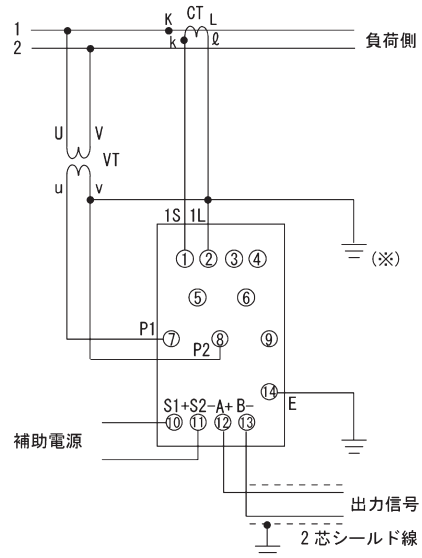 CT
K L
1
2
k ℓ
負荷側
U V
VT
u v
1S 1L
① ② ③ ④
(※)
⑤ ⑥
P1 ⑦ ⑧ ⑨
P2
⑭
E
S1+S2-A+ B-
⑩ ⑪ ⑫ ⑬
補助電源
出力信号
2芯シールド線